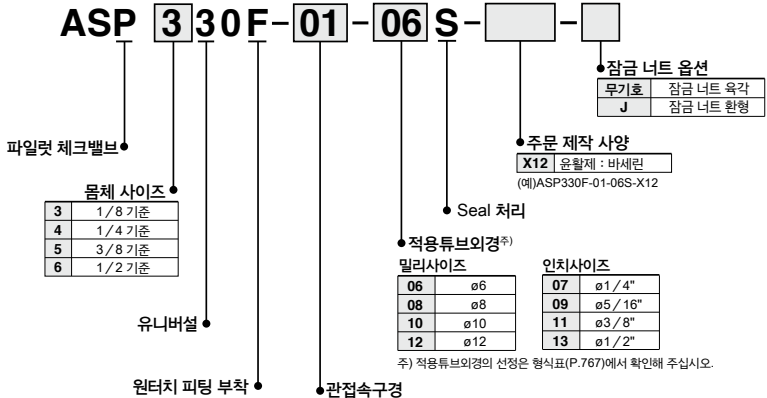 ASP 3 3 0 F - 01 - 06 S - -
잠금 너트 옵션
무기호 잠금 너트 육각
J 잠금 너트 환형
파일럿 체크밸브
주문 제작 사양
X12 윤활제 : 바세린
(예)ASP330F-01-06S-X12
몸체 사이즈
3 1/8 기준
4 1/4 기준
5 3/8 기준
6 1/2 기준
Seal 처리
적용튜브외경주)
밀리사이즈
06 ø6
08 ø8
10 ø10
12 ø12
인치사이즈
07 ø1/4"
09 ø5/16"
11 ø3/8"
13 ø1/2"
주) 적용튜브외경의 선정은 형식표(P.767)에서 확인해 주십시오.
유니버설
원터치 피팅 부착
관접속구경